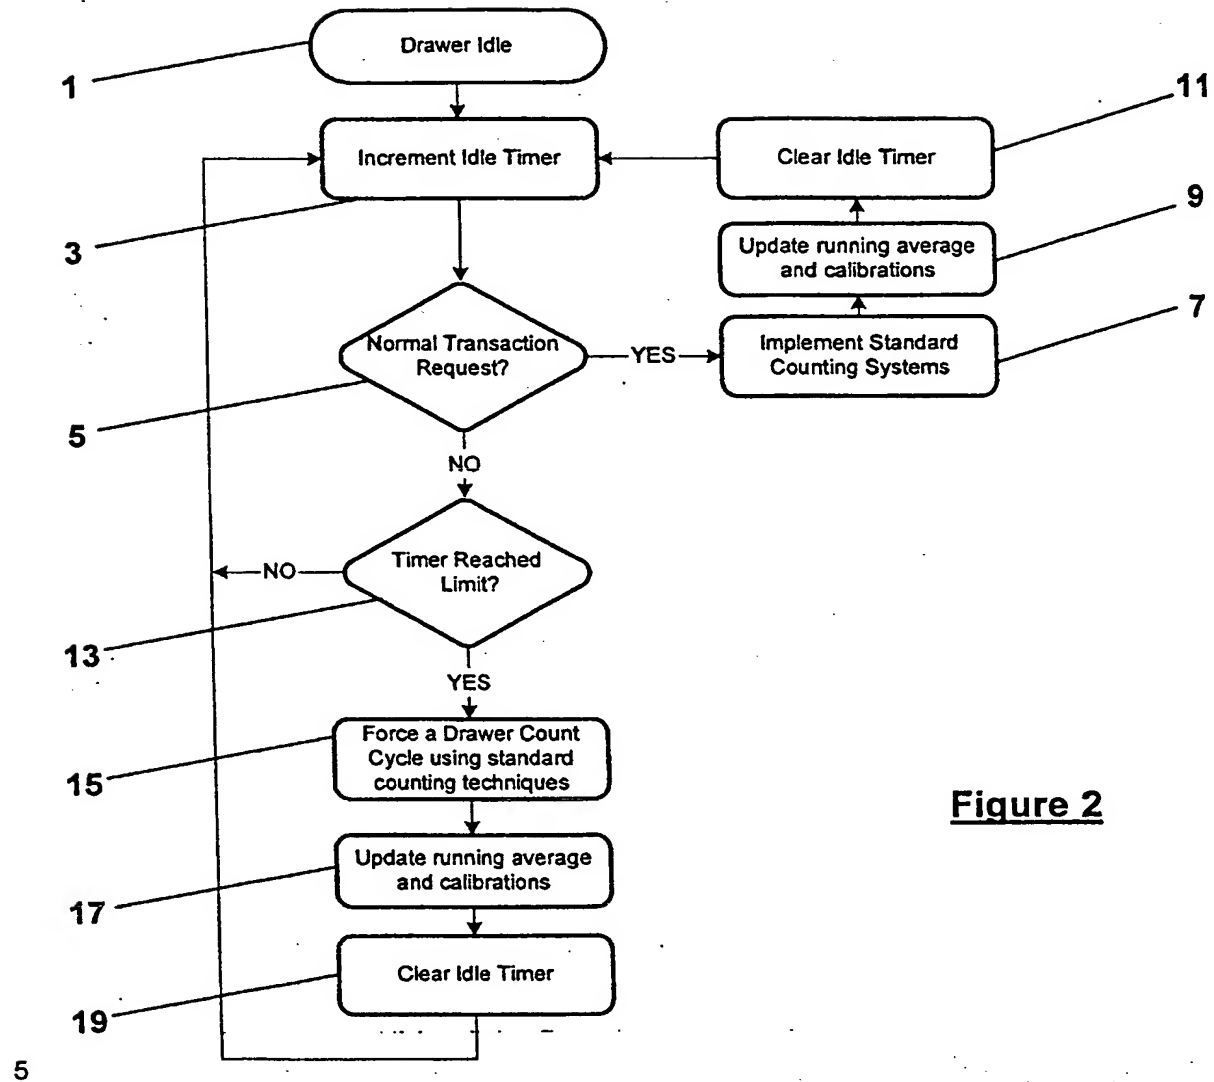 Drawer Idle
1
11
Increment Idle Timer
Clear Idle Timer
3
9
Update running average
and calibrations
7
Normal Transaction
Request?
YES
Implement Standard
Counting Systems
5
NO
Timer Reached
Limit?
NO
13
YES
Force a Drawer Count
Cycle using standard
counting techniques
15
Figure 2
Update running average
and calibrations
17
Clear Idle Timer
19
5